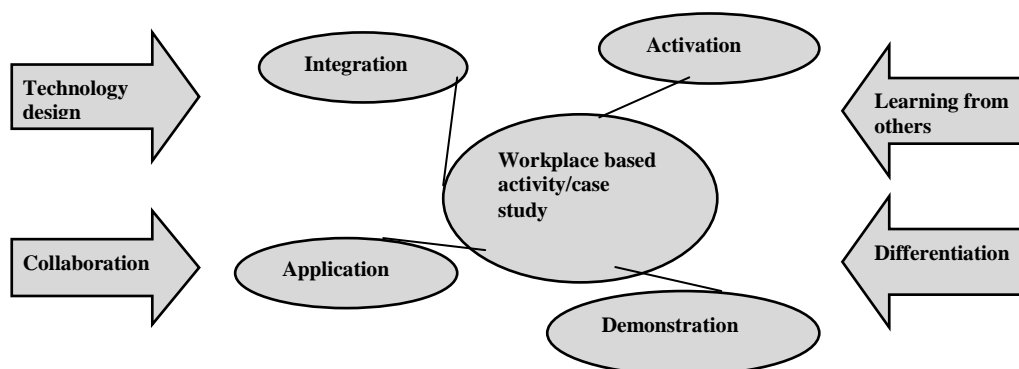 Activation
Integration
Technology
design
Learning from
others
Workplace based
activity/case
study
Collaboration
Application
Differentiation
Demonstration